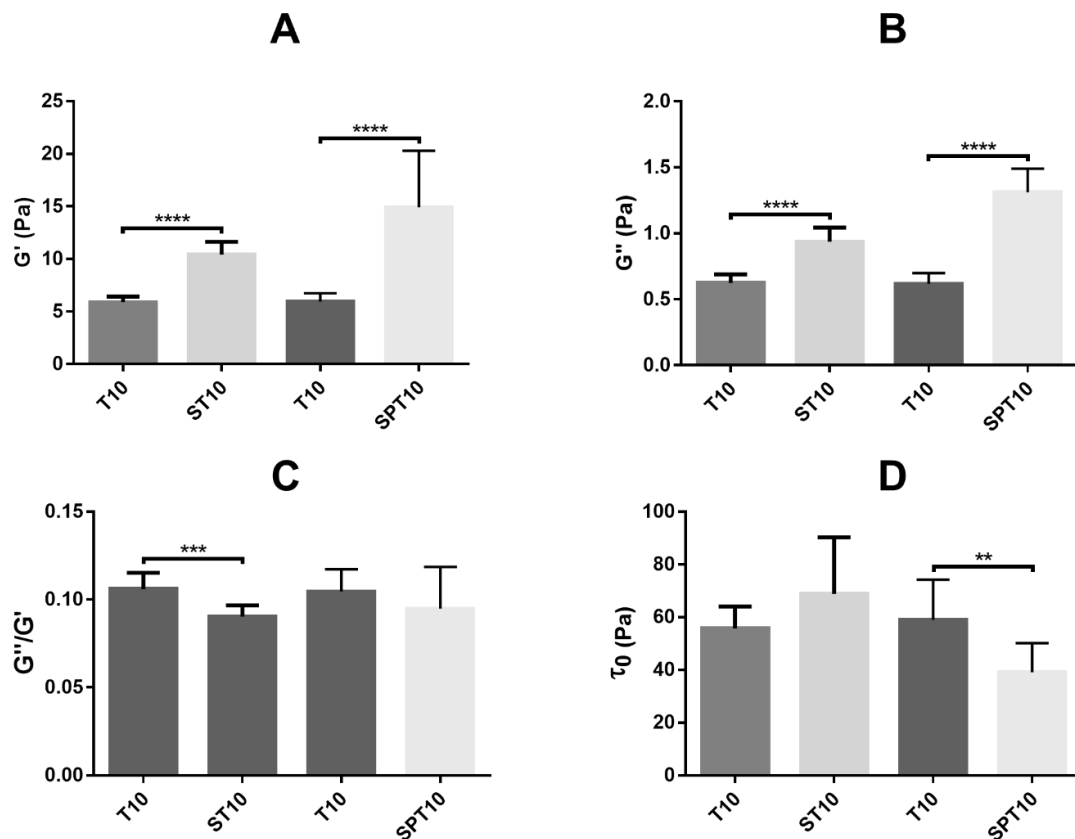 A
25
20
15
10
5
0
G' (Pa)
****
****
T10
ST10
T10
SPT10
B
2.0
1.5
1.0
0.5
0.0
G'' (Pa)
****
****
T10
ST10
T10
SPT10
C
0.15
0.10
0.05
0.00
G''/G'
***
T10
ST10
T10
SPT10
D
100
80
60
40
20
0
τ0 (Pa)
**
T10
ST10
T10
SPT10